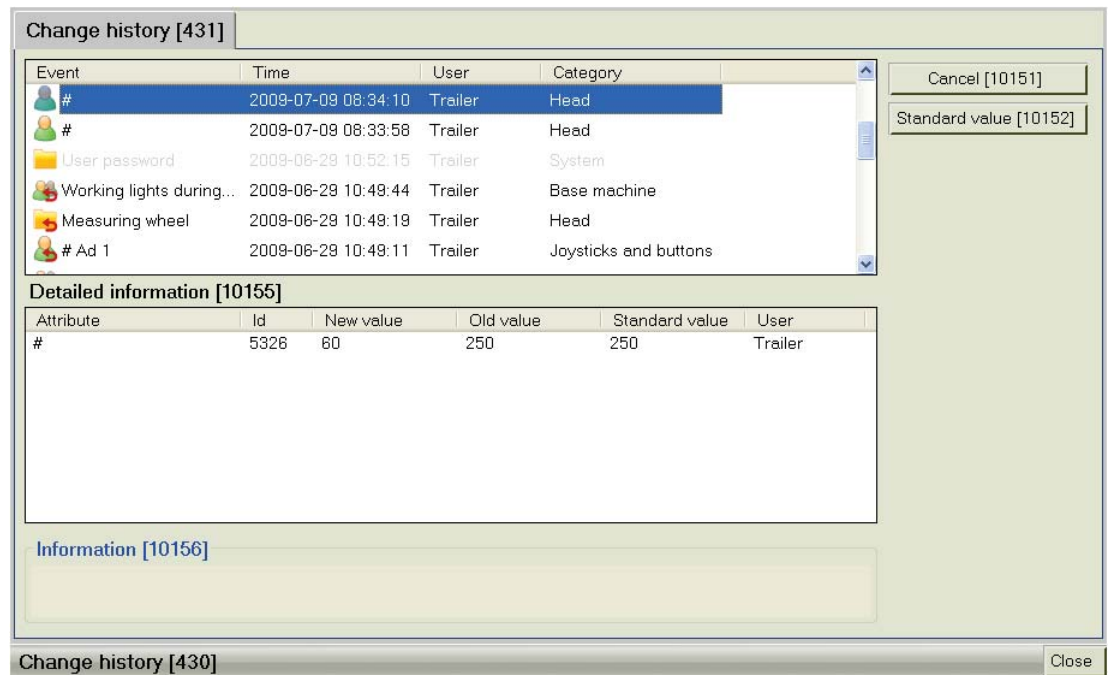 Change history [431]
Event Time User Category
# 2009-07-09 08:34:10 Trailer Head
# 2009-07-09 08:33:58 Trailer Head
User password 2009-06-29 10:52:15 Trailer System
Working lights during... 2009-06-29 10:49:44 Trailer Base machine
Measuring wheel 2009-06-29 10:49:19 Trailer Head
# Ad 1 2009-06-29 10:49:11 Trailer Joysticks and buttons
Cancel [10151]
Standard value [10152]
Detailed information [10155]
Attribute Id New value Old value Standard value User
# 5326 60 250 250 Trailer
Information [10156]
Change history [430] Close